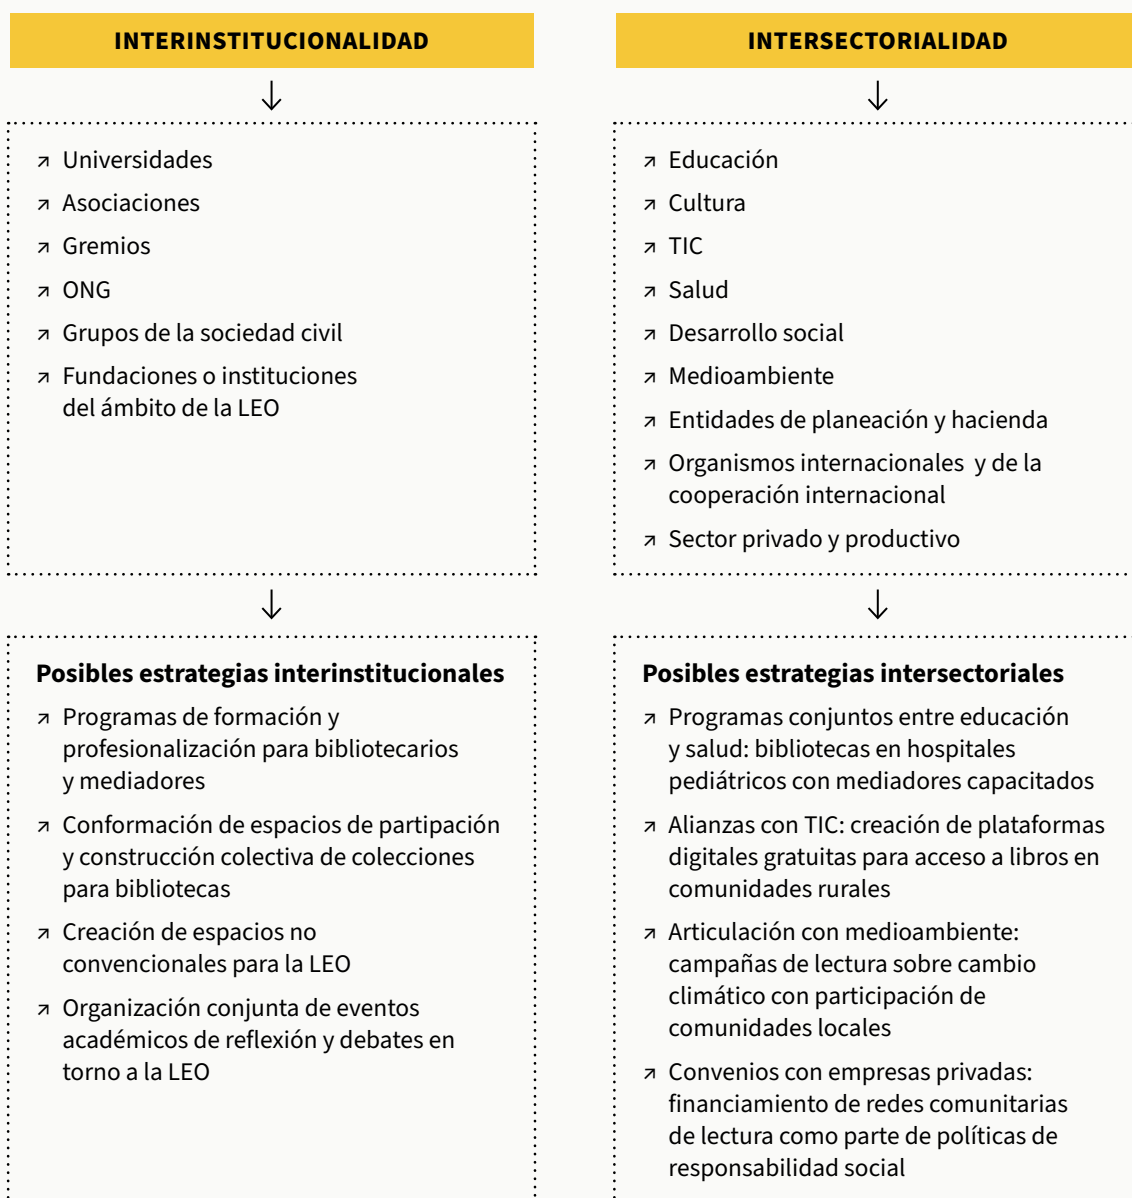 INTERINSTITUCIONALIDAD
Universidades
Asociaciones
Gremios
ONG
Grupos de la sociedad civil
Fundaciones o instituciones
del ámbito de la LEO
Posibles estrategias interinstitucionales
Programas de formación y
profesionalización para bibliotecarios
y mediadores
Conformación de espacios de partipación
y construcción colectiva de colecciones
para bibliotecas
Creación de espacios no
convencionales para la LEO
Organización conjunta de eventos
académicos de reflexión y debates en
torno a la LEO
INTERSECTORIALIDAD
Educación
Cultura
TIC
Salud
Desarrollo social
Medioambiente
Entidades de planeación y hacienda
Organismos internacionales  y de la
cooperación internacional
Sector privado y productivo
Posibles estrategias intersectoriales
Programas conjuntos entre educación
y salud: bibliotecas en hospitales
pediátricos con mediadores capacitados
Alianzas con TIC: creación de plataformas
digitales gratuitas para acceso a libros en
comunidades rurales
Articulación con medioambiente:
campañas de lectura sobre cambio
climático con participación de
comunidades locales
Convenios con empresas privadas:
financiamiento de redes comunitarias
de lectura como parte de políticas de
responsabilidad social